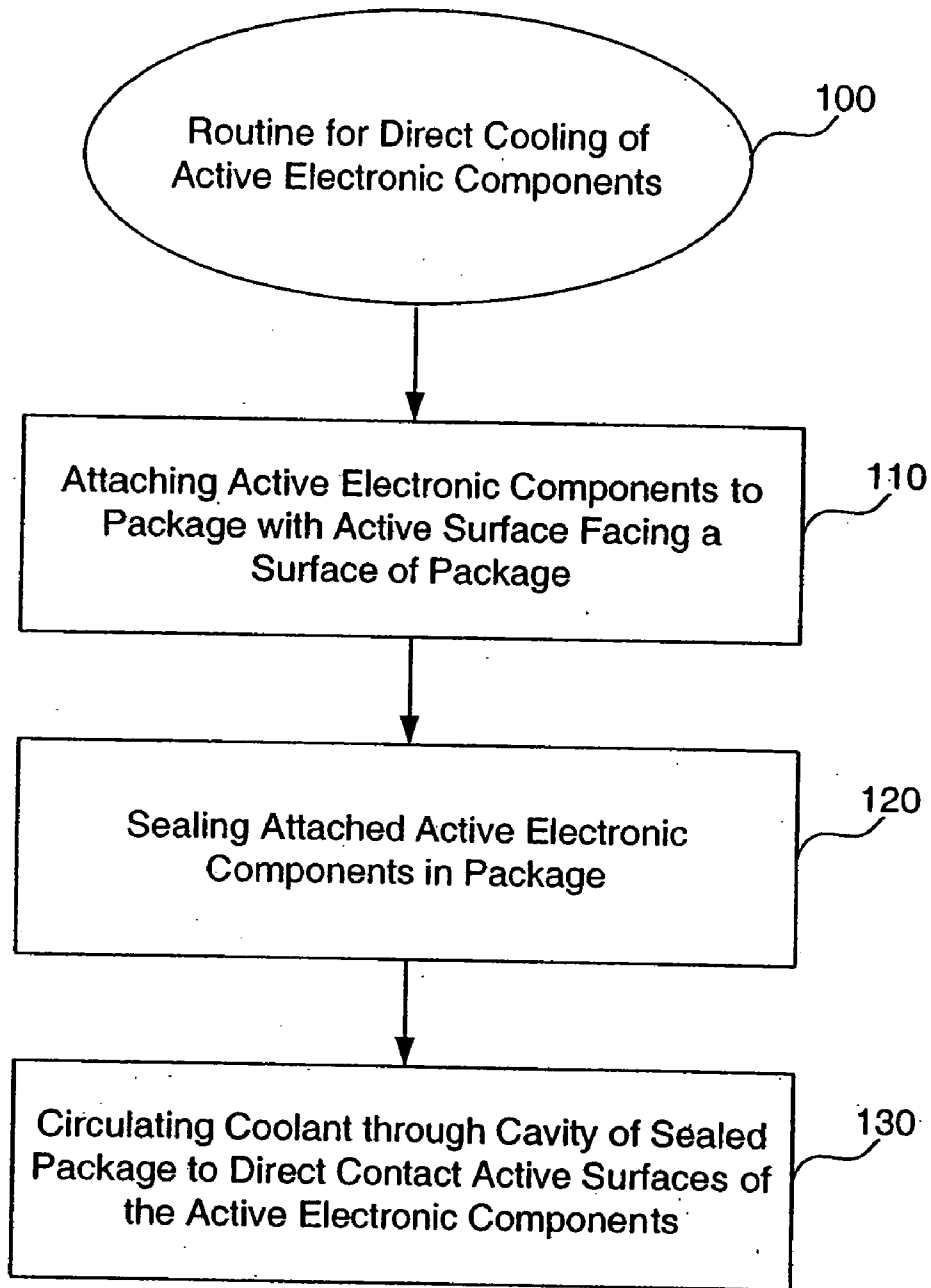 100
Routine for Direct Cooling of
Active Electronic Components
110
Attaching Active Electronic Components to
Package with Active Surface Facing a
Surface of Package
120
Sealing Attached Active Electronic
Components in Package
130
Circulating Coolant through Cavity of Sealed
Package to Direct Contact Active Surfaces of
the Active Electronic Components